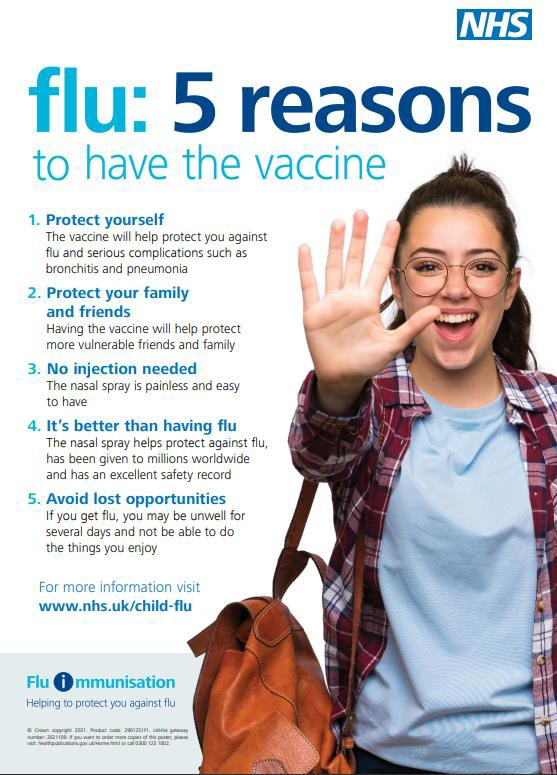 NHS
flu: 5 reasons
to have the vaccine
1. Protect yourself
The vaccine will help protect you against
flu and serious complications such as
bronchitis and pneumonia
2. Protect your family
and friends
Having the vaccine will help protect
more vulnerable friends and family
3. No injection needed
The nasal spray is painless and easy
to have
4. It’s better than having flu
The nasal spray helps protect against flu,
has been given to millions worldwide
and has an excellent safety record
5. Avoid lost opportunities
If you get flu, you may be unwell for
several days and not be able to do
the things you enjoy
For more information visit
www.nhs.uk/child-flu
Flu immunisation
Helping to protect you against flu
© Crown copyright 2021. Product code: 2901251F1. UKHSA gateway
number: 2021109. If you want to order more copies of this poster, please
visit: healthpublications.gov.uk/Home.html or call 0300 123 1002.